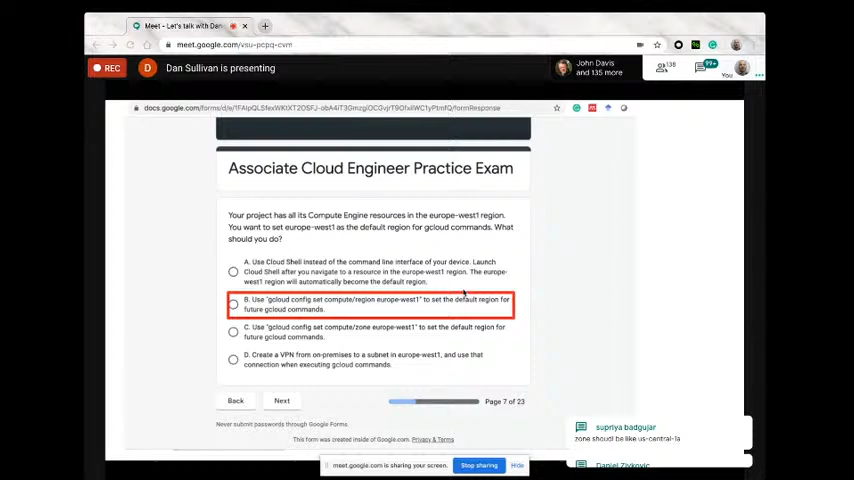 Meet - Let's talk with Dan
meet.google.com/vsu-pcpq-cvm
REC
D
Dan Sullivan is presenting
John Davis
and 135 more
138
99+
You
Associate Cloud Engineer Practice Exam
Your project has all its Compute Engine resources in the europe-west1 region.
You want to set europe-west1 as the default region for gcloud commands. What
should you do?
A. Use Cloud Shell instead of the command line interface of your device. Launch
Cloud Shell after you navigate to a resource in the europe-west1 region. The europe-
west1 region will automatically become the default region.
B. Use "gcloud config set compute/region europe-west1" to set the default region for
future gcloud commands.
C. Use "gcloud config set compute/zone europe-west1" to set the default region for
future gcloud commands.
D. Create a VPN from on-premises to a subnet in europe-west1, and use that
connection when executing gcloud commands.
Back
Next
Page 7 of 23
Never submit passwords through Google Forms.
This form was created inside of Google.com. Privacy & Terms
supriya badgujar
zone shoudl be like us-central-1a
Daniel Zivkovic
meet.google.com is sharing your screen.
Stop sharing
Hide